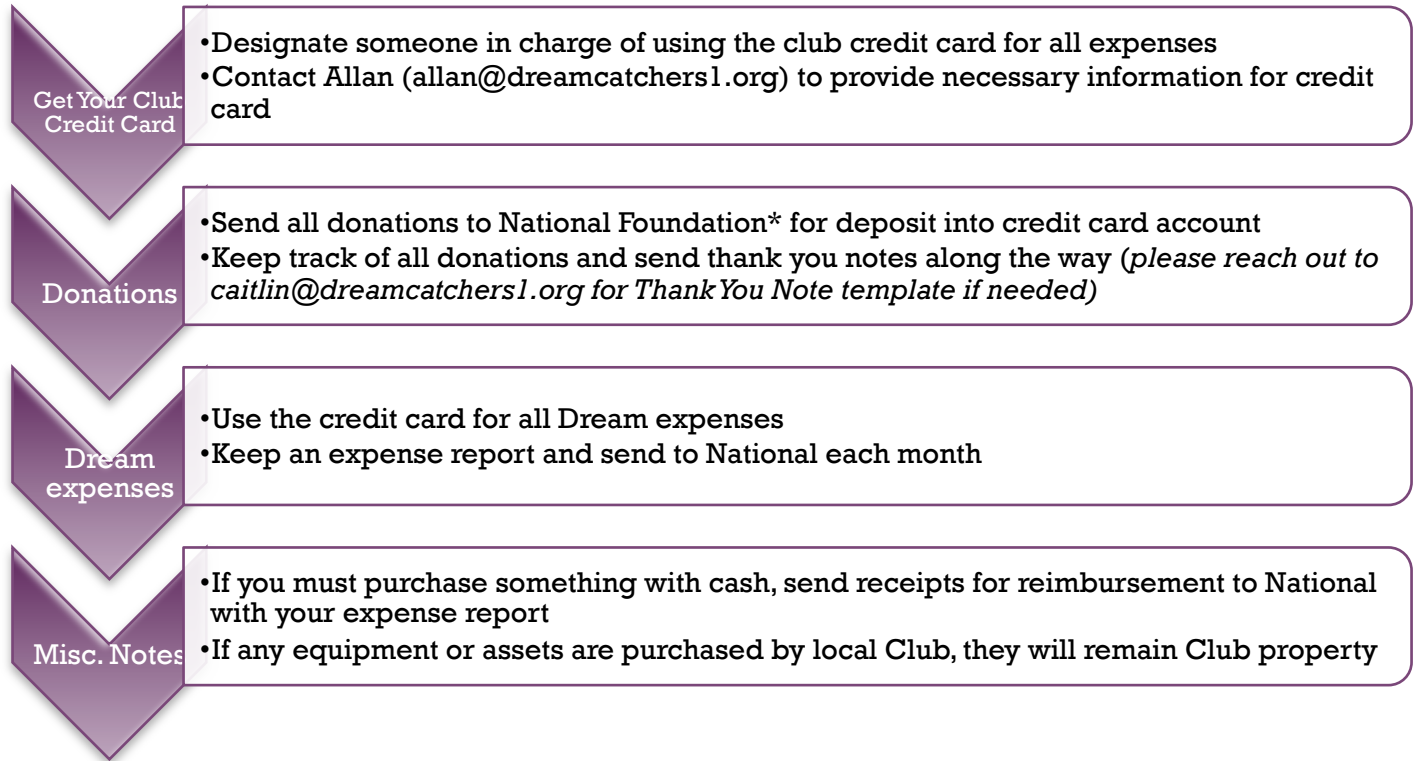 Get Your Club
Credit Card
•Designate someone in charge of using the club credit card for all expenses
•Contact Allan (allan@dreamcatchers1.org) to provide necessary information for credit
card
Donations
•Send all donations to National Foundation* for deposit into credit card account
•Keep track of all donations and send thank you notes along the way (please reach out to
caitlin@dreamcatchers1.org for Thank You Note template if needed)
Dream
expenses
•Use the credit card for all Dream expenses
•Keep an expense report and send to National each month
Misc. Notes
•If you must purchase something with cash, send receipts for reimbursement to National
with your expense report
•If any equipment or assets are purchased by local Club, they will remain Club property